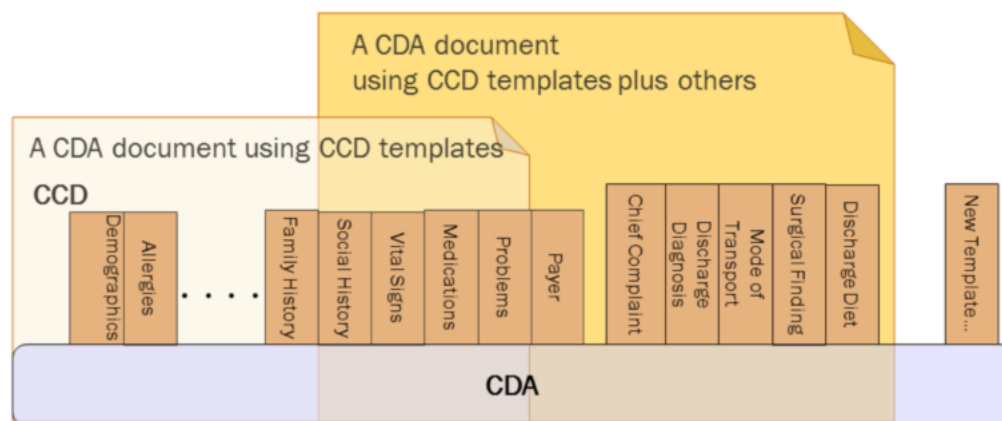 A CDA document
using CCD templates plus others
A CDA document using CCD templates
CCD
Demographics
Allergies
. . . . .
Family History
Social History
Vital Signs
Medications
Problems
Payer
Chief Complaint
Discharge
Diagnosis
Mode of
Transport
Surgical Finding
Discharge Diet
New Template...
CDA